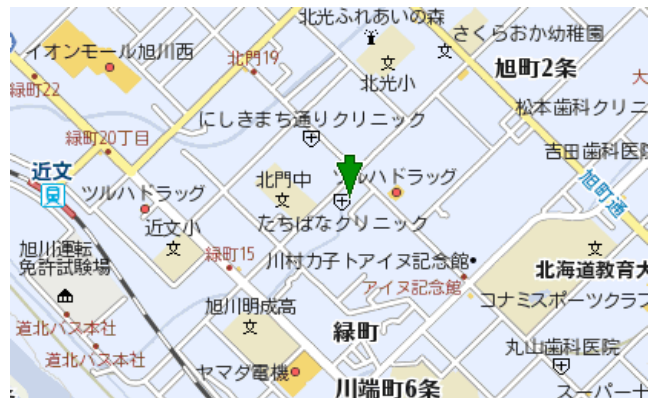 北光ふれあいの森
さくらおか幼稚園
イオンモール旭川西
北門19
旭町2条
北光小
緑町22
松本歯科クリニ
にしきまち通りクリニック
緑町20丁目
吉田歯科医院
近文
ツルハドラッグ
北門中
ツルハドラッグ
旭町通
近文小
たちばなクリニック
旭川運転
免許試験場
緑町15
川村カ子トアイヌ記念館
アイヌ記念館
北海道教育大
旭川明成高
コナミスポーツクラブ
道北バス本社
緑町
丸山歯科医院
道北バス本社
ヤマダ電機
川端町6条
スーパーナ